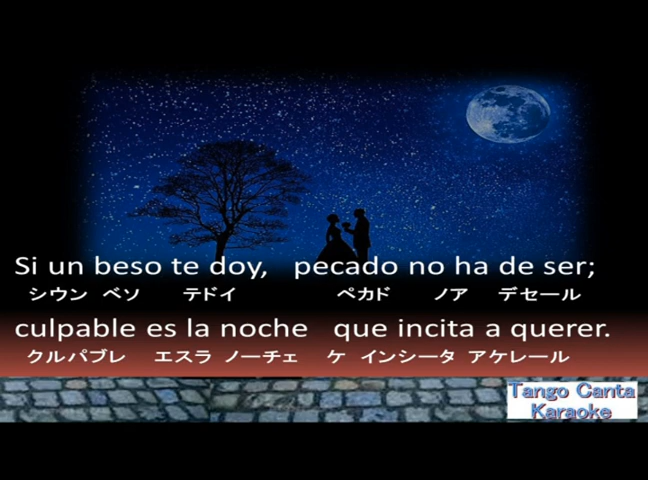 Si un beso te doy, pecado no ha de ser;
シウン ベソ テドイ ペカド ノア デセール
culpable es la noche que incita a querer.
クルパブレ エスラ ノーチェ ケ インシータ アケレール
Tango Canta
Karaoke